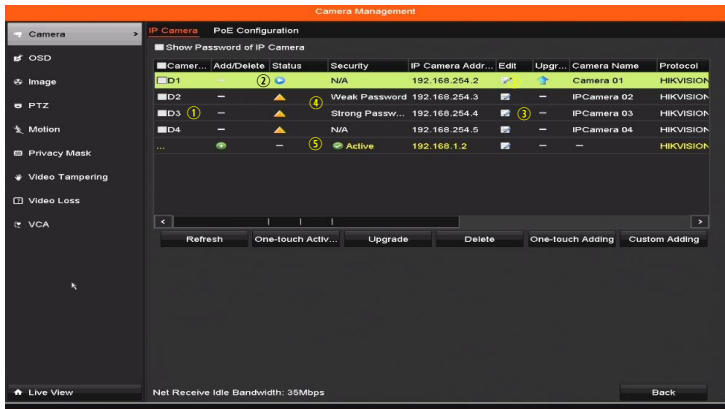 Camera Management
Camera >
IP Camera PoE Configuration
Show Password of IP Camera
OSD
Image
PTZ
Motion
Privacy Mask
Video Tampering
Video Loss
VCA
Camer... Add/Delete Status Security IP Camera Addr... Edit Upgr... Camera Name Protocol
D1 — ② N/A 192.168.254.2 Camera 01 HIKVISION
D2 — ④ Weak Password 192.168.254.3 — IPCamera 02 HIKVISION
D3 ① — Strong Passw... 192.168.254.4 ③ — IPCamera 03 HIKVISION
D4 — N/A 192.168.254.5 — IPCamera 04 HIKVISION
... — ⑤ Active 192.168.1.2 — — HIKVISION
< >
Refresh One-touch Activ... Upgrade Delete One-touch Adding Custom Adding
Live View
Net Receive Idle Bandwidth: 35Mbps
Back